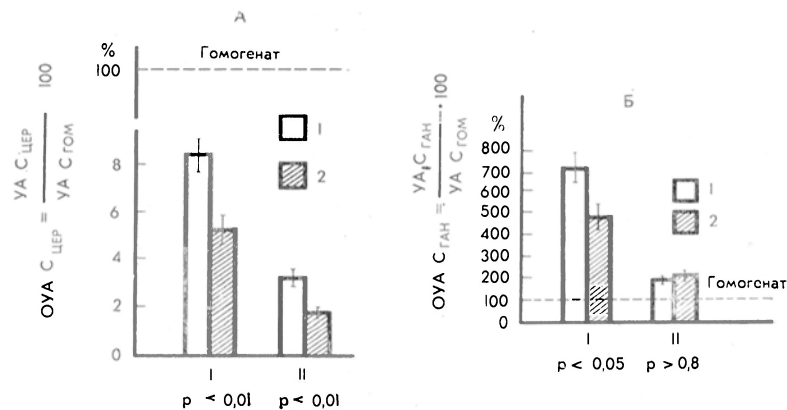 А
%
100
Гомогенат
ОУА С ЦЕР = УА С ЦЕР / УА С ГОМ 100
1
2
8
6
4
2
0
I
II
p < 0,01
p < 0,01
Б
%
ОУА С ГАН = УА, С ГАН / УА С ГОМ · 100
800
700
600
500
400
300
200
100
0
1
2
Гомогенат
I
II
p < 0,05
p > 0,8